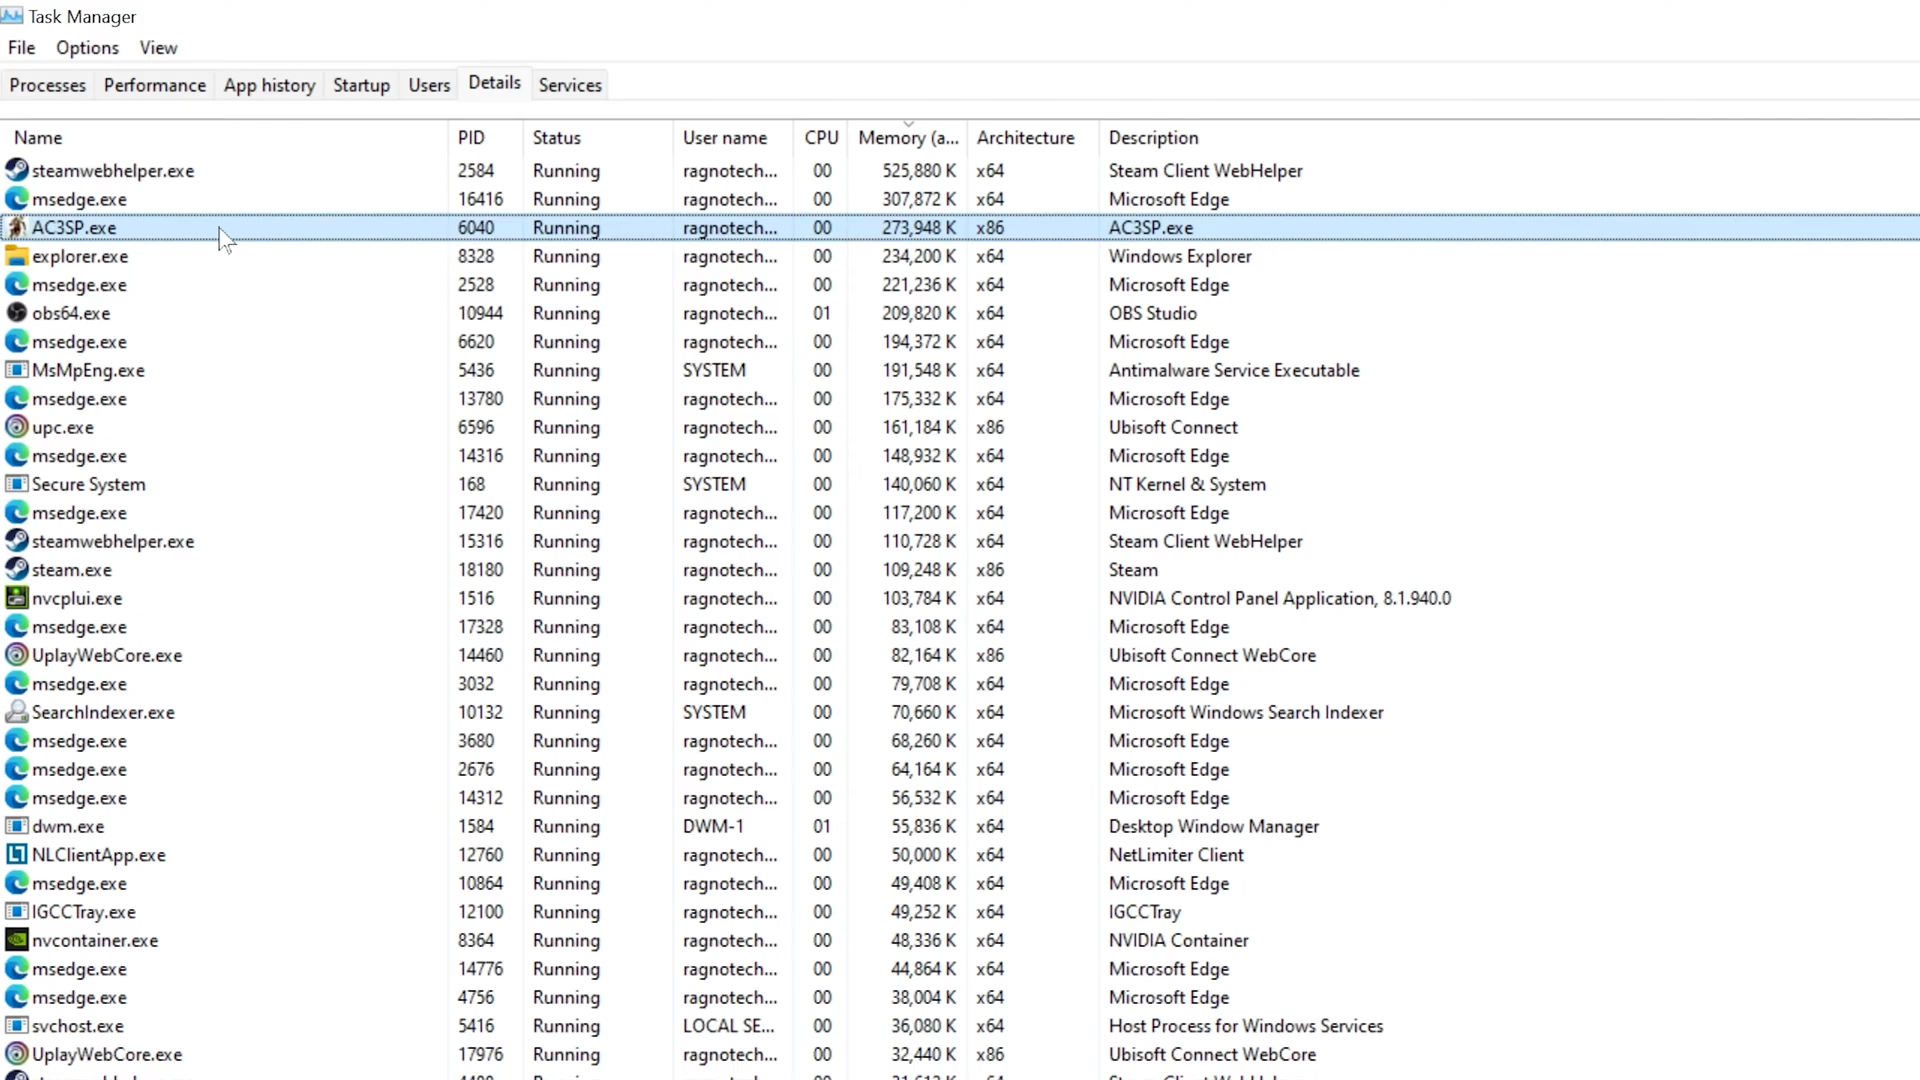 Task Manager
File Options View
Processes Performance App history Startup Users Details Services
Name PID Status User name CPU Memory (a... Architecture Description
steamwebhelper.exe 2584 Running ragnotech... 00 525,880 K x64 Steam Client WebHelper
msedge.exe 16416 Running ragnotech... 00 307,872 K x64 Microsoft Edge
AC3SP.exe 6040 Running ragnotech... 00 273,948 K x86 AC3SP.exe
explorer.exe 8328 Running ragnotech... 00 234,200 K x64 Windows Explorer
msedge.exe 2528 Running ragnotech... 00 221,236 K x64 Microsoft Edge
obs64.exe 10944 Running ragnotech... 01 209,820 K x64 OBS Studio
msedge.exe 6620 Running ragnotech... 00 194,372 K x64 Microsoft Edge
MsMpEng.exe 5436 Running SYSTEM 00 191,548 K x64 Antimalware Service Executable
msedge.exe 13780 Running ragnotech... 00 175,332 K x64 Microsoft Edge
upc.exe 6596 Running ragnotech... 00 161,184 K x86 Ubisoft Connect
msedge.exe 14316 Running ragnotech... 00 148,932 K x64 Microsoft Edge
Secure System 168 Running SYSTEM 00 140,060 K x64 NT Kernel & System
msedge.exe 17420 Running ragnotech... 00 117,200 K x64 Microsoft Edge
steamwebhelper.exe 15316 Running ragnotech... 00 110,728 K x64 Steam Client WebHelper
steam.exe 18180 Running ragnotech... 00 109,248 K x86 Steam
nvcplui.exe 1516 Running ragnotech... 00 103,784 K x64 NVIDIA Control Panel Application, 8.1.940.0
msedge.exe 17328 Running ragnotech... 00 83,108 K x64 Microsoft Edge
UplayWebCore.exe 14460 Running ragnotech... 00 82,164 K x86 Ubisoft Connect WebCore
msedge.exe 3032 Running ragnotech... 00 79,708 K x64 Microsoft Edge
SearchIndexer.exe 10132 Running SYSTEM 00 70,660 K x64 Microsoft Windows Search Indexer
msedge.exe 3680 Running ragnotech... 00 68,260 K x64 Microsoft Edge
msedge.exe 2676 Running ragnotech... 00 64,164 K x64 Microsoft Edge
msedge.exe 14312 Running ragnotech... 00 56,532 K x64 Microsoft Edge
dwm.exe 1584 Running DWM-1 01 55,836 K x64 Desktop Window Manager
NLClientApp.exe 12760 Running ragnotech... 00 50,000 K x64 NetLimiter Client
msedge.exe 10864 Running ragnotech... 00 49,408 K x64 Microsoft Edge
IGCCTray.exe 12100 Running ragnotech... 00 49,252 K x64 IGCCTray
nvcontainer.exe 8364 Running ragnotech... 00 48,336 K x64 NVIDIA Container
msedge.exe 14776 Running ragnotech... 00 44,864 K x64 Microsoft Edge
msedge.exe 4756 Running ragnotech... 00 38,004 K x64 Microsoft Edge
svchost.exe 5416 Running LOCAL SE... 00 36,080 K x64 Host Process for Windows Services
UplayWebCore.exe 17976 Running ragnotech... 00 32,440 K x86 Ubisoft Connect WebCore